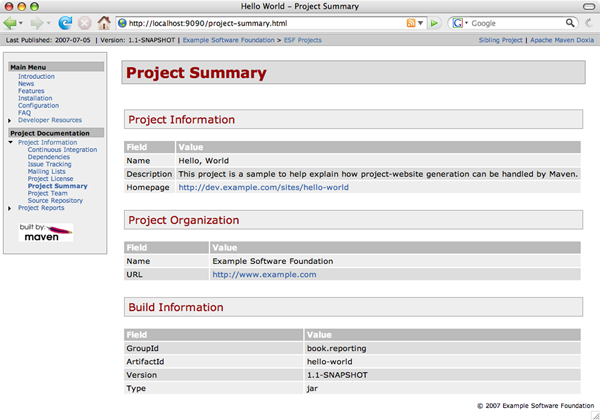 Hello World – Project Summary
http://localhost:9090/project-summary.html
Google
Last Published: 2007-07-05 | Version: 1.1-SNAPSHOT | Example Software Foundation > ESF Projects
Sibling Project | Apache Maven Doxia
Main Menu
Introduction
News
Features
Installation
Configuration
FAQ
Developer Resources
Project Documentation
Project Information
Continuous Integration
Dependencies
Issue Tracking
Mailing Lists
Project License
Project Summary
Project Team
Source Repository
Project Reports
built by:
maven
Project Summary
Project Information
Field Value
Name Hello, World
Description This project is a sample to help explain how project-website generation can be handled by Maven.
Homepage http://dev.example.com/sites/hello-world
Project Organization
Field Value
Name Example Software Foundation
URL http://www.example.com
Build Information
Field Value
GroupId book.reporting
ArtifactId hello-world
Version 1.1-SNAPSHOT
Type jar
© 2007 Example Software Foundation